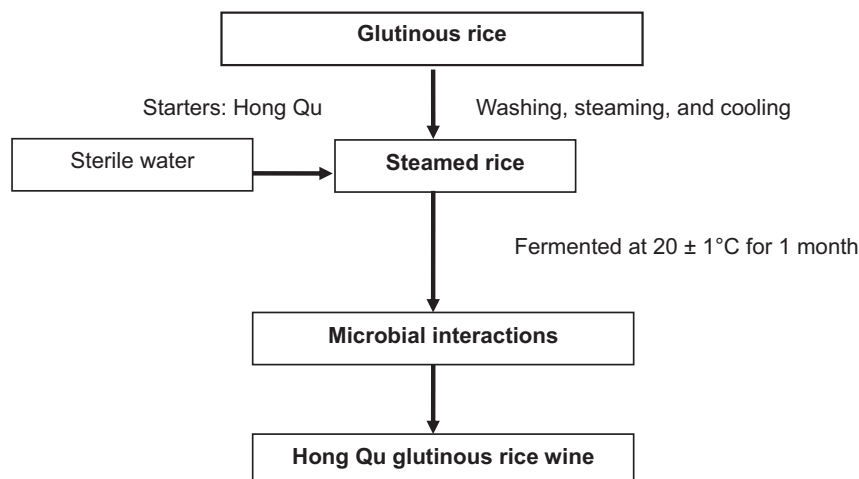 Glutinous rice
Starters: Hong Qu
Washing, steaming, and cooling
Sterile water
Steamed rice
Fermented at 20 ± 1°C for 1 month
Microbial interactions
Hong Qu glutinous rice wine